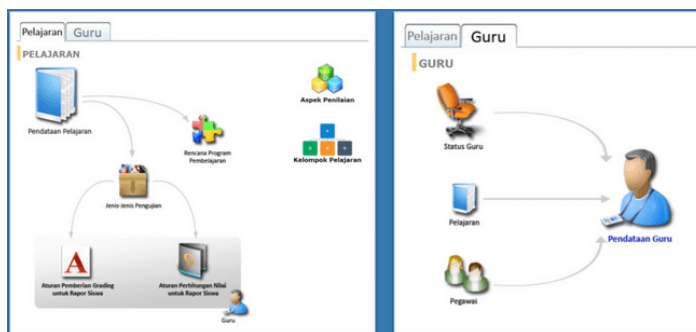 Pelajaran Guru
PELAJARAN
Pendataan Pelajaran
Aspek Penilaian
Rencana Program
Pembelajaran
Kelompok Pelajaran
Jenis-Jenis Pengujian
Aturan Pemberian Grading
untuk Rapor Siswa
Aturan Perhitungan Nilai
untuk Rapor Siswa
Guru
Pelajaran Guru
GURU
Status Guru
Pelajaran
Pendataan Guru
Pegawai